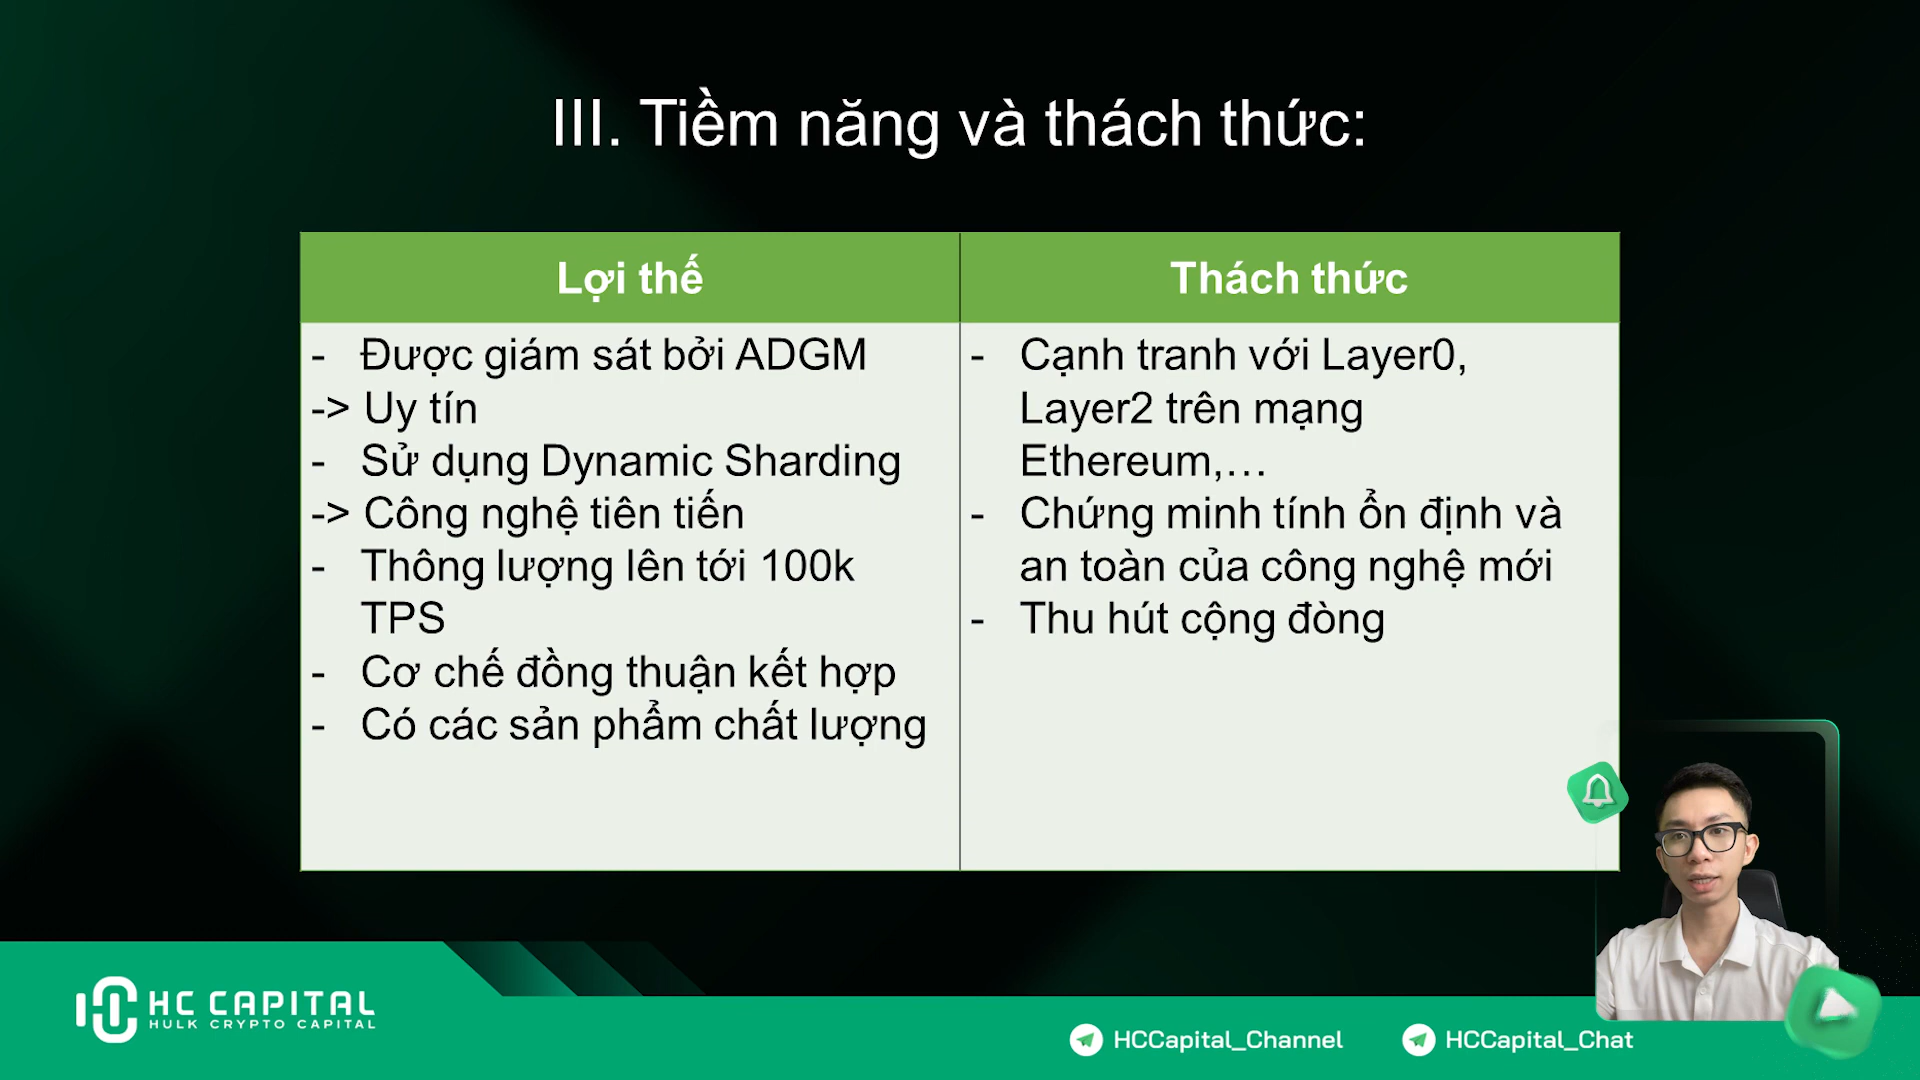 III. Tiềm năng và thách thức:
Lợi thế
- Được giám sát bởi ADGM
-> Uy tín
- Sử dụng Dynamic Sharding
-> Công nghệ tiên tiến
- Thông lượng lên tới 100k
TPS
- Cơ chế đồng thuận kết hợp
- Có các sản phẩm chất lượng
Thách thức
- Cạnh tranh với Layer0,
Layer2 trên mạng
Ethereum,…
- Chứng minh tính ổn định và
an toàn của công nghệ mới
- Thu hút cộng đòng
HC CAPITAL
HULK CRYPTO CAPITAL
HCCapital_Channel
HCCapital_Chat